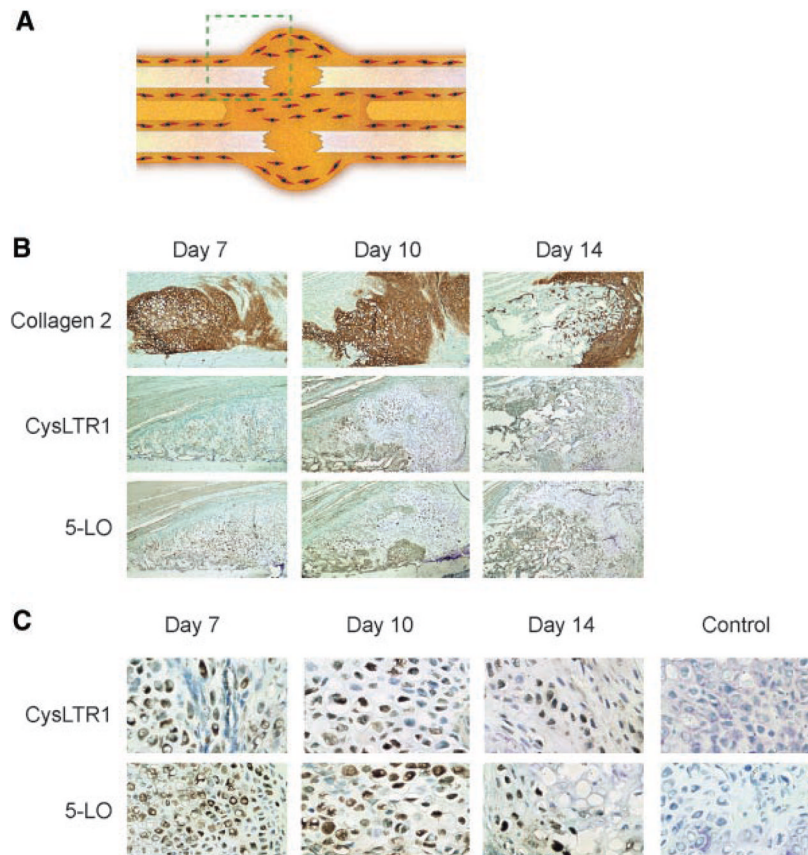 A
B
Day 7 Day 10 Day 14
Collagen 2
CysLTR1
5-LO
C
Day 7 Day 10 Day 14 Control
CysLTR1
5-LO